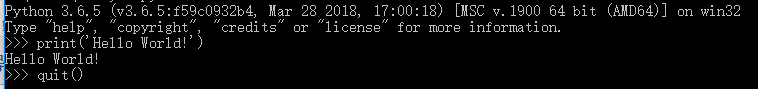 Python 3.6.5 (v3.6.5:f59c0932b4, Mar 28 2018, 17:00:18) [MSC v.1900 64 bit (AMD64)] on win32
Type "help", "copyright", "credits" or "license" for more information.
>>> print('Hello World!')
Hello World!
>>> quit()